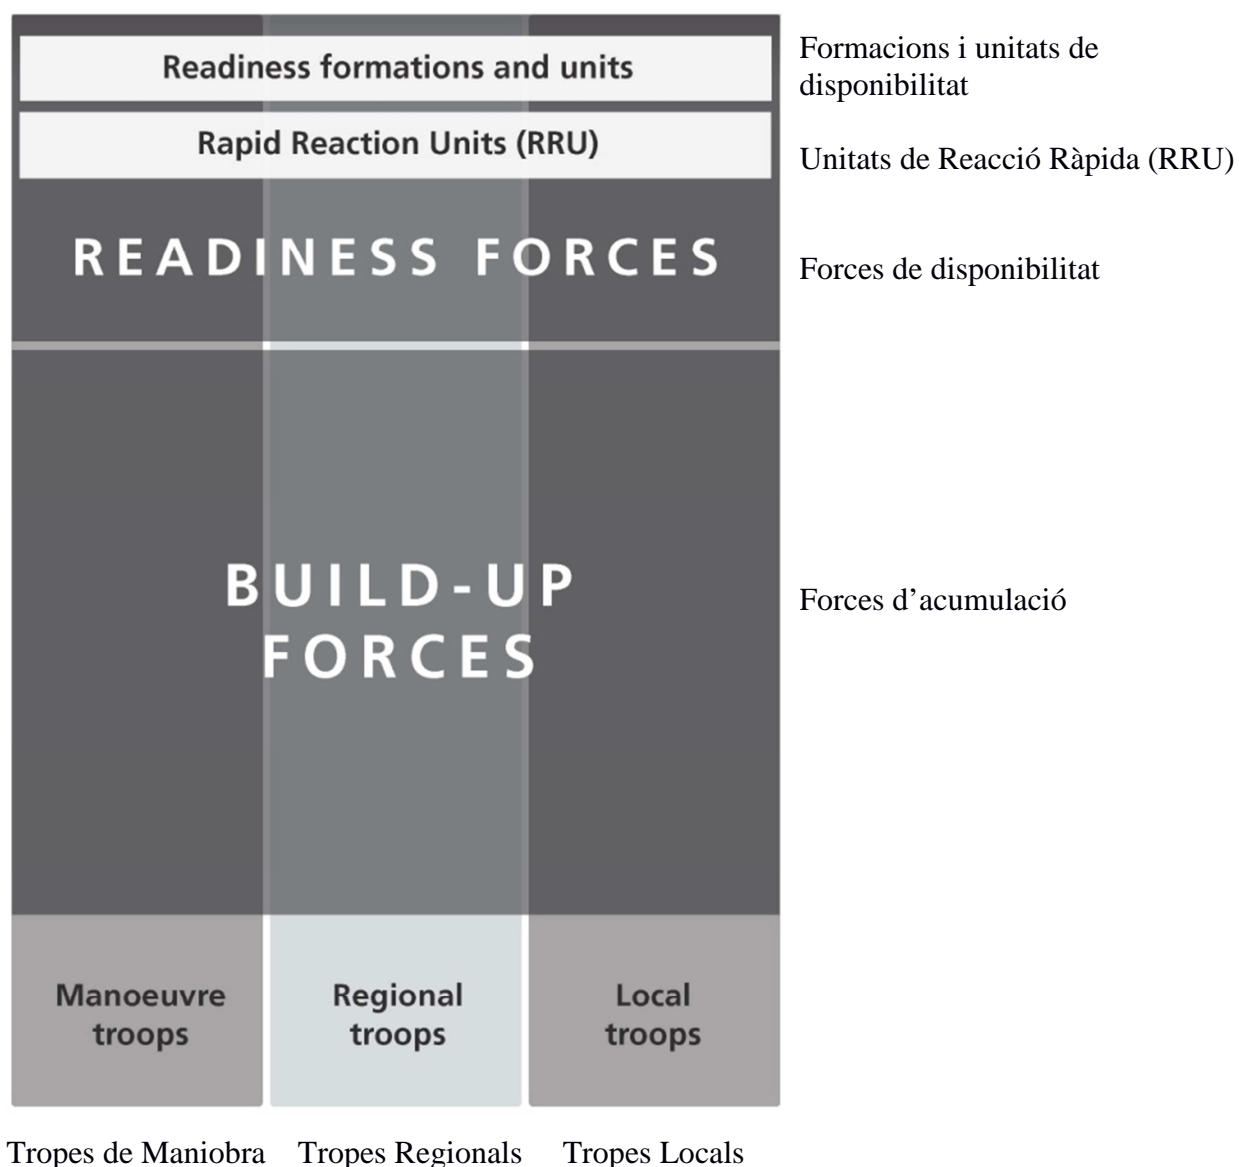 Readiness formations and units
Formacions i unitats de
disponibilitat
Rapid Reaction Units (RRU)
Unitats de Reacció Ràpida (RRU)
READINESS FORCES
Forces de disponibilitat
BUILD-UP
FORCES
Forces d’acumulació
Manoeuvre
troops
Regional
troops
Local
troops
Tropes de Maniobra
Tropes Regionals
Tropes Locals